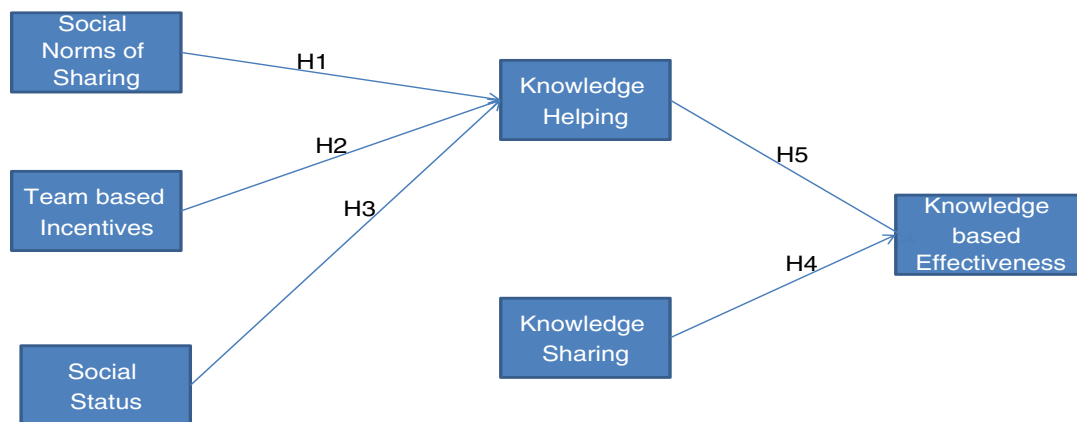 Social
Norms of
Sharing
H1
Knowledge
Helping
H2
Team based
Incentives
H3
H5
Knowledge
based
Effectiveness
H4
Knowledge
Sharing
Social
Status